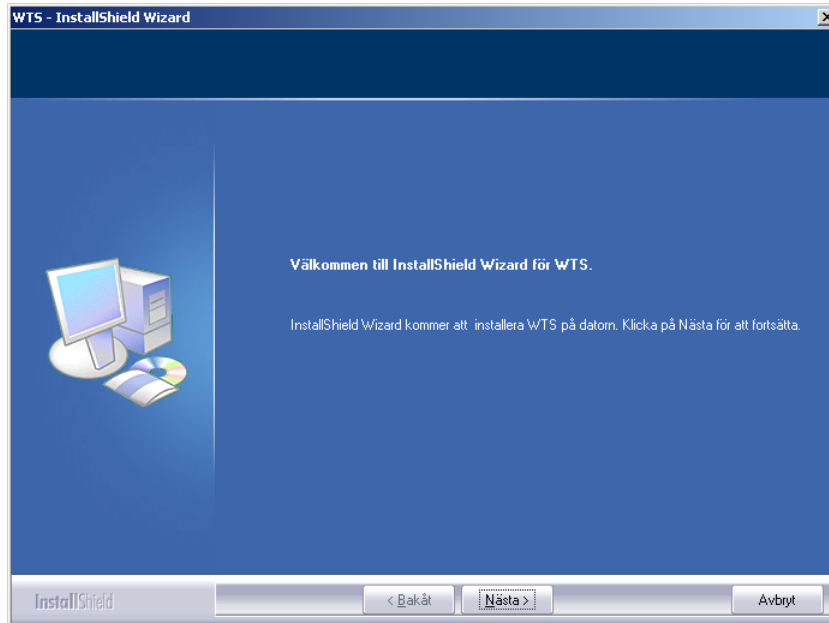 WTS - InstallShield Wizard
Välkommen till InstallShield Wizard för WTS.
InstallShield Wizard kommer att installera WTS på datorn. Klicka på Nästa för att fortsätta.
InstallShield
< Bakåt
Nästa >
Avbryt